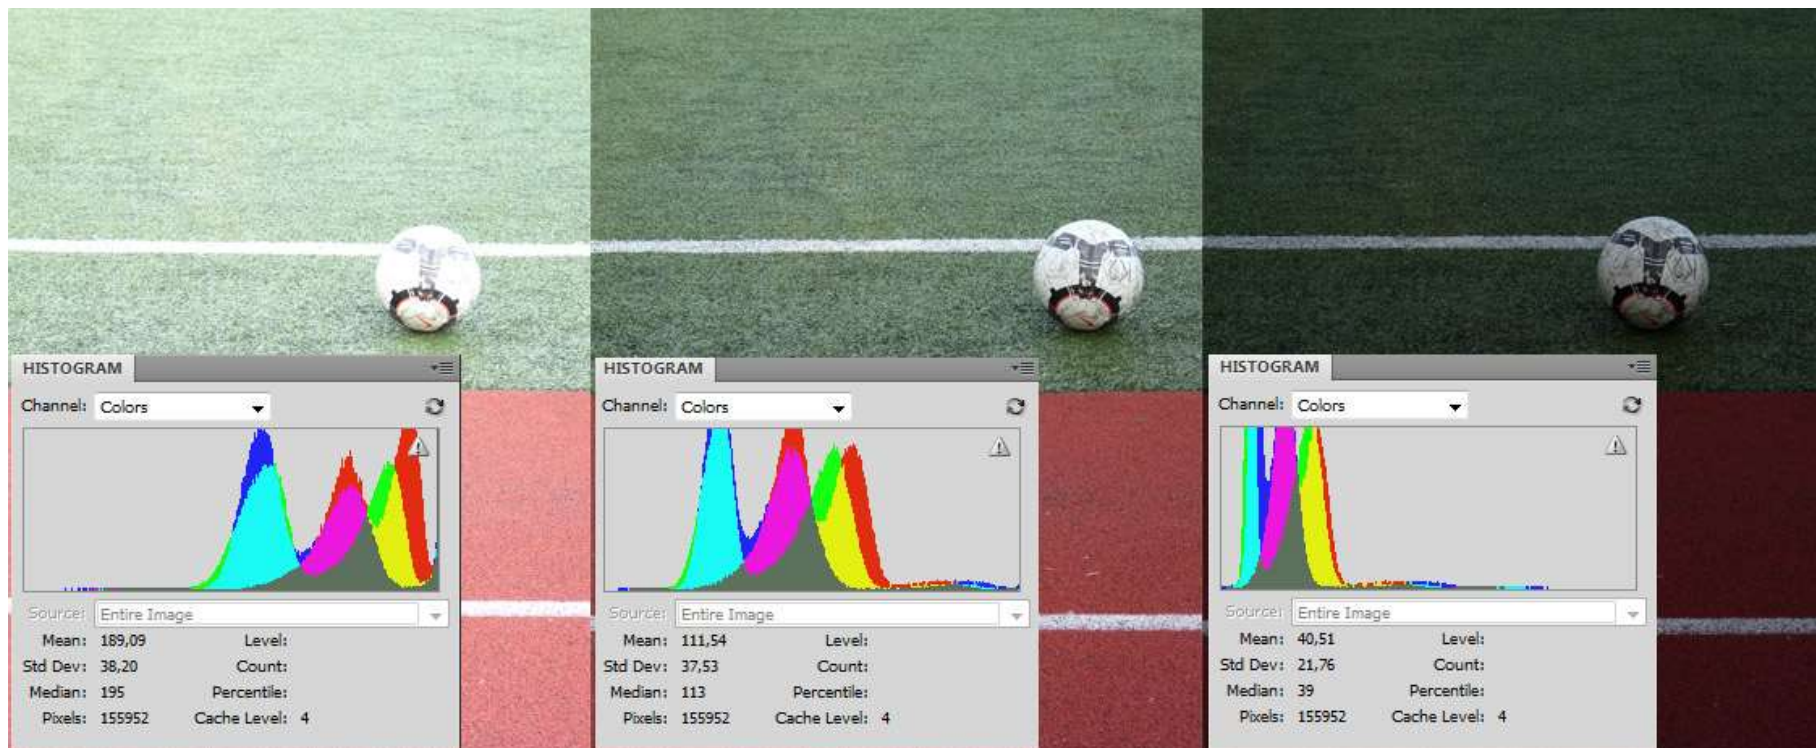 HISTOGRAM
Channel: Colors
Source: Entire Image
Mean: 189,09 Level:
Std Dev: 38,20 Count:
Median: 195 Percentile:
Pixels: 155952 Cache Level: 4
HISTOGRAM
Channel: Colors
Source: Entire Image
Mean: 111,54 Level:
Std Dev: 37,53 Count:
Median: 113 Percentile:
Pixels: 155952 Cache Level: 4
HISTOGRAM
Channel: Colors
Source: Entire Image
Mean: 40,51 Level:
Std Dev: 21,76 Count:
Median: 39 Percentile:
Pixels: 155952 Cache Level: 4